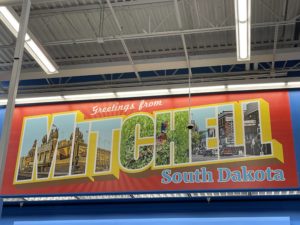 Greetings from
MITCHELL
South Dakota